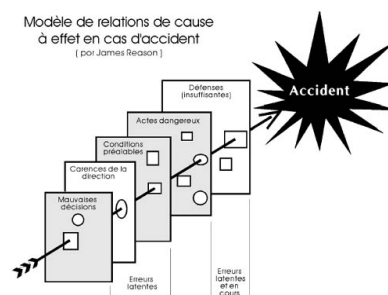 Modèle de relations de cause
à effet en cas d'accident
( por James Reason )
Défenses
(insuffisantes)
Accident
Actes dangereux
Conditions
préalables
Carences de la
direction
Mauvaises
décisions
Erreurs
latentes
Erreurs
latentes
et en
cours